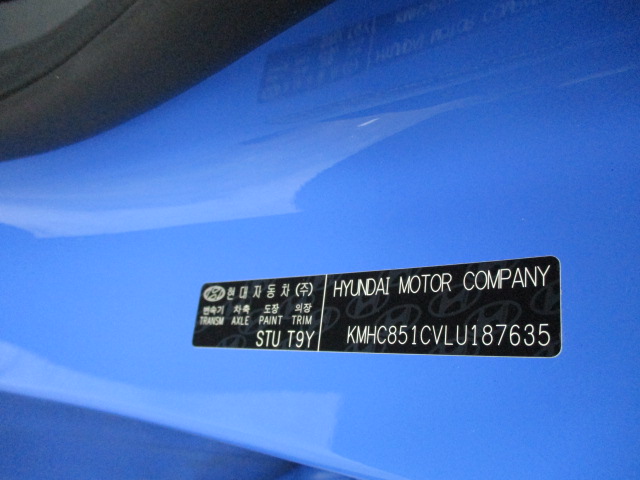 현대자동차(주)
변속기 차축 도장 의장
TRANSM AXLE PAINT TRIM
STU T9Y
HYUNDAI MOTOR COMPANY
KMHC851CVLU187635